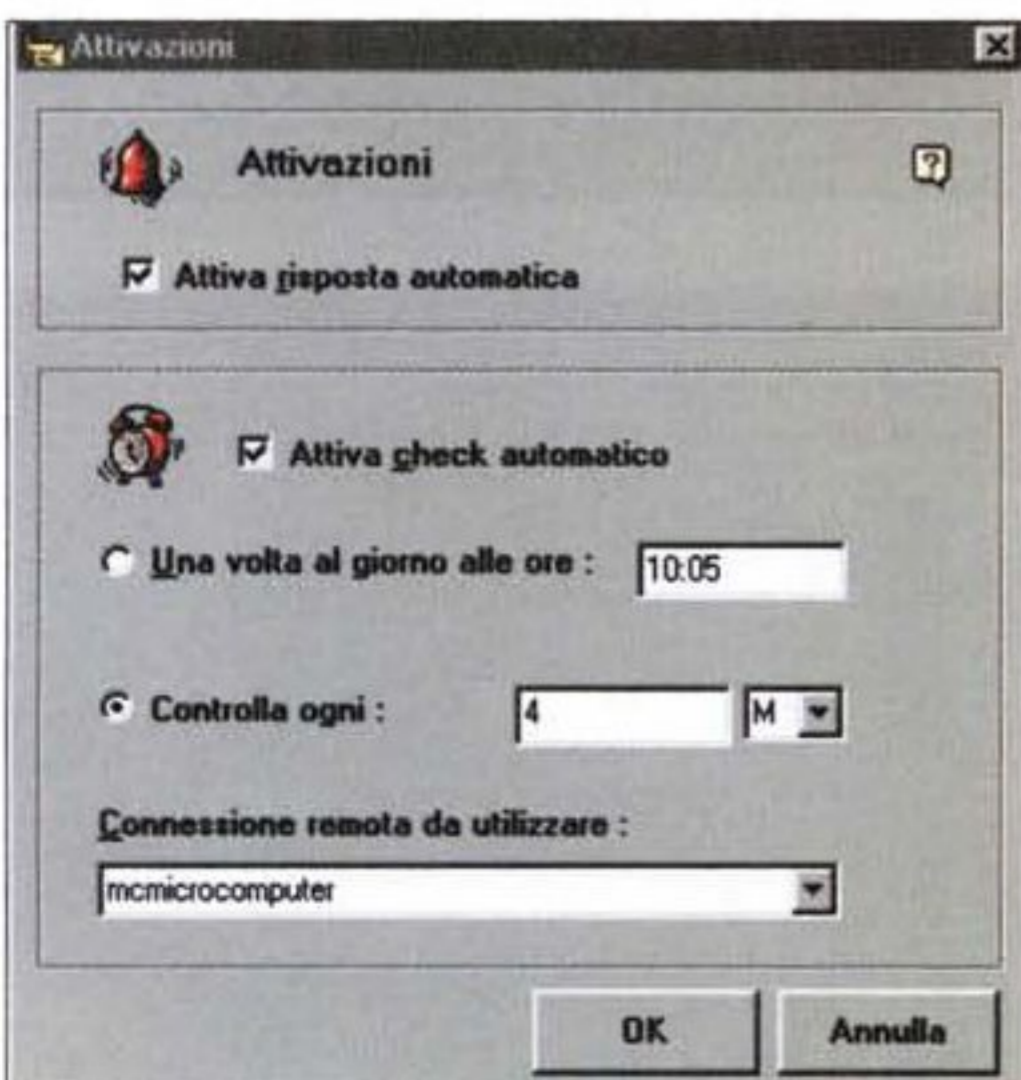 Attivazioni
Attivazioni
Attiva risposta automatica
Attiva check automatico
Una volta al giorno alle ore : 10:05
Controlla ogni : 4 M
Connessione remota da utilizzare :
mcmicrocomputer
OK Annulla